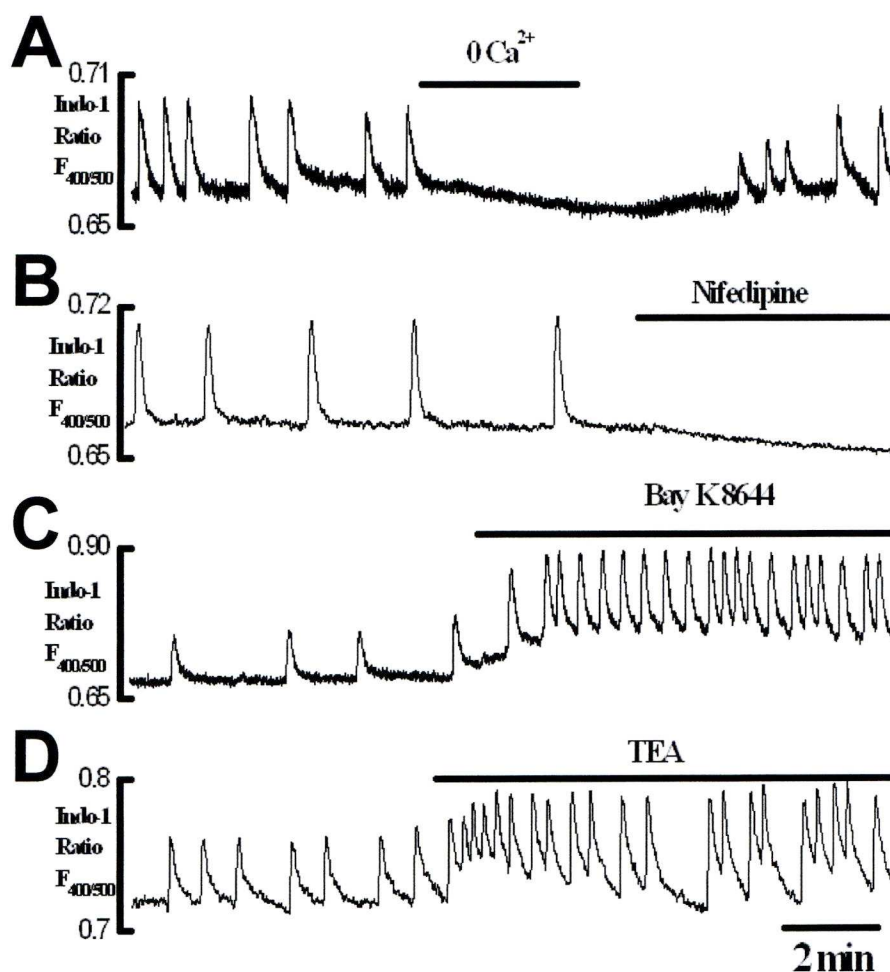 A
0 Ca²⁺
0.71
Indo-1
Ratio
F400/500
0.65
B
Nifedipine
0.72
Indo-1
Ratio
F400/500
0.65
C
Bay K 8644
0.90
Indo-1
Ratio
F400/500
0.65
D
TEA
0.8
Indo-1
Ratio
F400/500
0.7
2 min